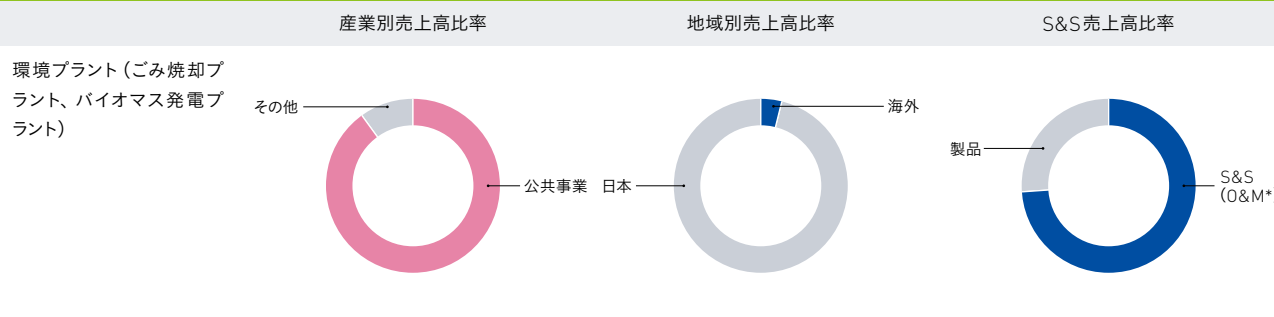 産業別売上高比率
地域別売上高比率
S&S売上高比率
環境プラント(ごみ焼却プ
ラント、バイオマス発電プ
ラント)
その他
公共事業
日本
海外
製品
S&S
(O&M*